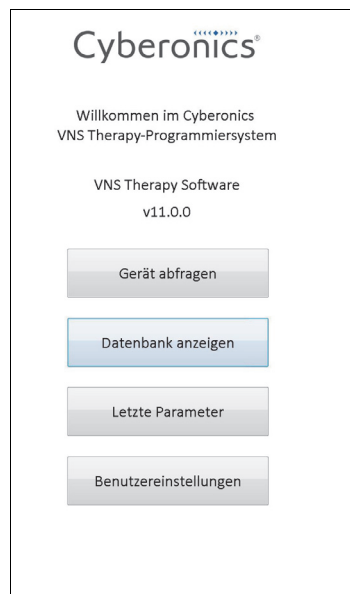 Cyberonics®
Willkommen im Cyberonics
VNS Therapy-Programmiersystem
VNS Therapy Software
v11.0.0
Gerät abfragen
Datenbank anzeigen
Letzte Parameter
Benutzereinstellungen